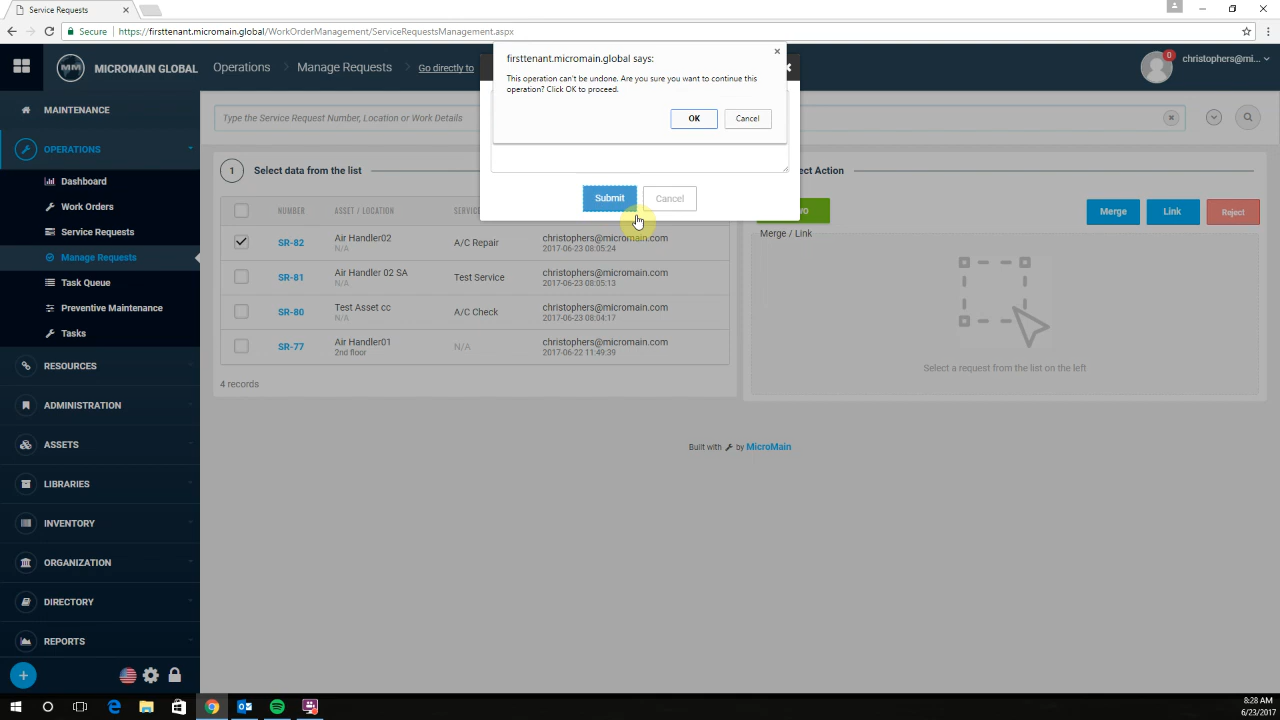 Service Requests
Secure
https://firsttenant.micromain.global/WorkOrderManagement/ServiceRequestsManagement.aspx
MM
MICROMAIN GLOBAL
Operations
Manage Requests
Go directly to
0
christophers@mi...
firsttenant.micromain.global says:
This operation can't be undone. Are you sure you want to continue this
operation? Click OK to proceed.
OK
Cancel
Submit
Cancel
MAINTENANCE
OPERATIONS
Dashboard
Work Orders
Service Requests
Manage Requests
Task Queue
Preventive Maintenance
Tasks
RESOURCES
ADMINISTRATION
ASSETS
LIBRARIES
INVENTORY
ORGANIZATION
DIRECTORY
REPORTS
Type the Service Request Number, Location or Work Details
1
Select data from the list
NUMBER
ASSET / LOCATION
SR-82
Air Handler02
N/A
A/C Repair
christophers@micromain.com
2017-06-23 08:05:24
SR-81
Air Handler 02 SA
N/A
Test Service
christophers@micromain.com
2017-06-23 08:05:13
SR-80
Test Asset cc
N/A
A/C Check
christophers@micromain.com
2017-06-23 08:04:17
SR-77
Air Handler01
2nd floor
N/A
christophers@micromain.com
2017-06-22 11:49:39
4 records
Action
Merge
Link
Reject
Merge / Link
Select a request from the list on the left.
Built with by MicroMain
8:28 AM
6/23/2017